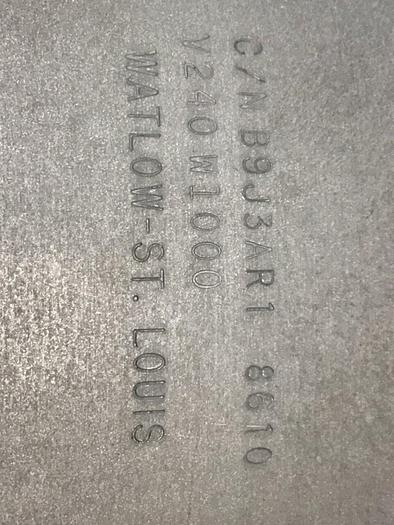 C/N B9J3AR1 8610
V240 W1000
WATLOW-ST. LOUIS